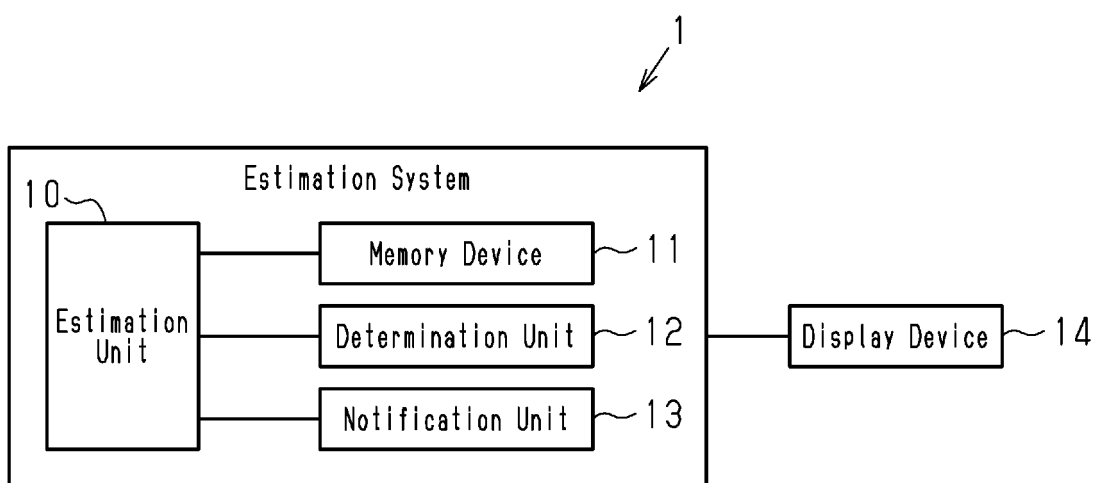 1
Estimation System
10
Estimation
Unit
Memory Device
11
Determination Unit
12
Notification Unit
13
Display Device
14